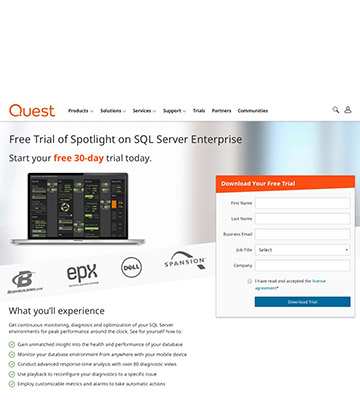 Quest
Products Solutions Services Support Trials Partners Communities
Free Trial of Spotlight on SQL Server Enterprise
Start your free 30-day trial today.
Download Your Free Trial
First Name
Last Name
Business Email
Job Title Select
Company
I have read and accepted the license
agreement*
Download Trial
BODYBUILDING.com
epx
DELL
SPANSION
What you'll experience
Get continuous monitoring, diagnosis and optimization of your SQL Server
environments for peak performance around the clock. See for yourself how to:
Gain unmatched insight into the health and performance of your database
Monitor your database environment from anywhere with your mobile device
Conduct advanced response-time analysis with over 80 diagnostic views
Use playback to reconfigure diagnostics to a specific issue
Employ customizable metrics and alarms to take automatic actions